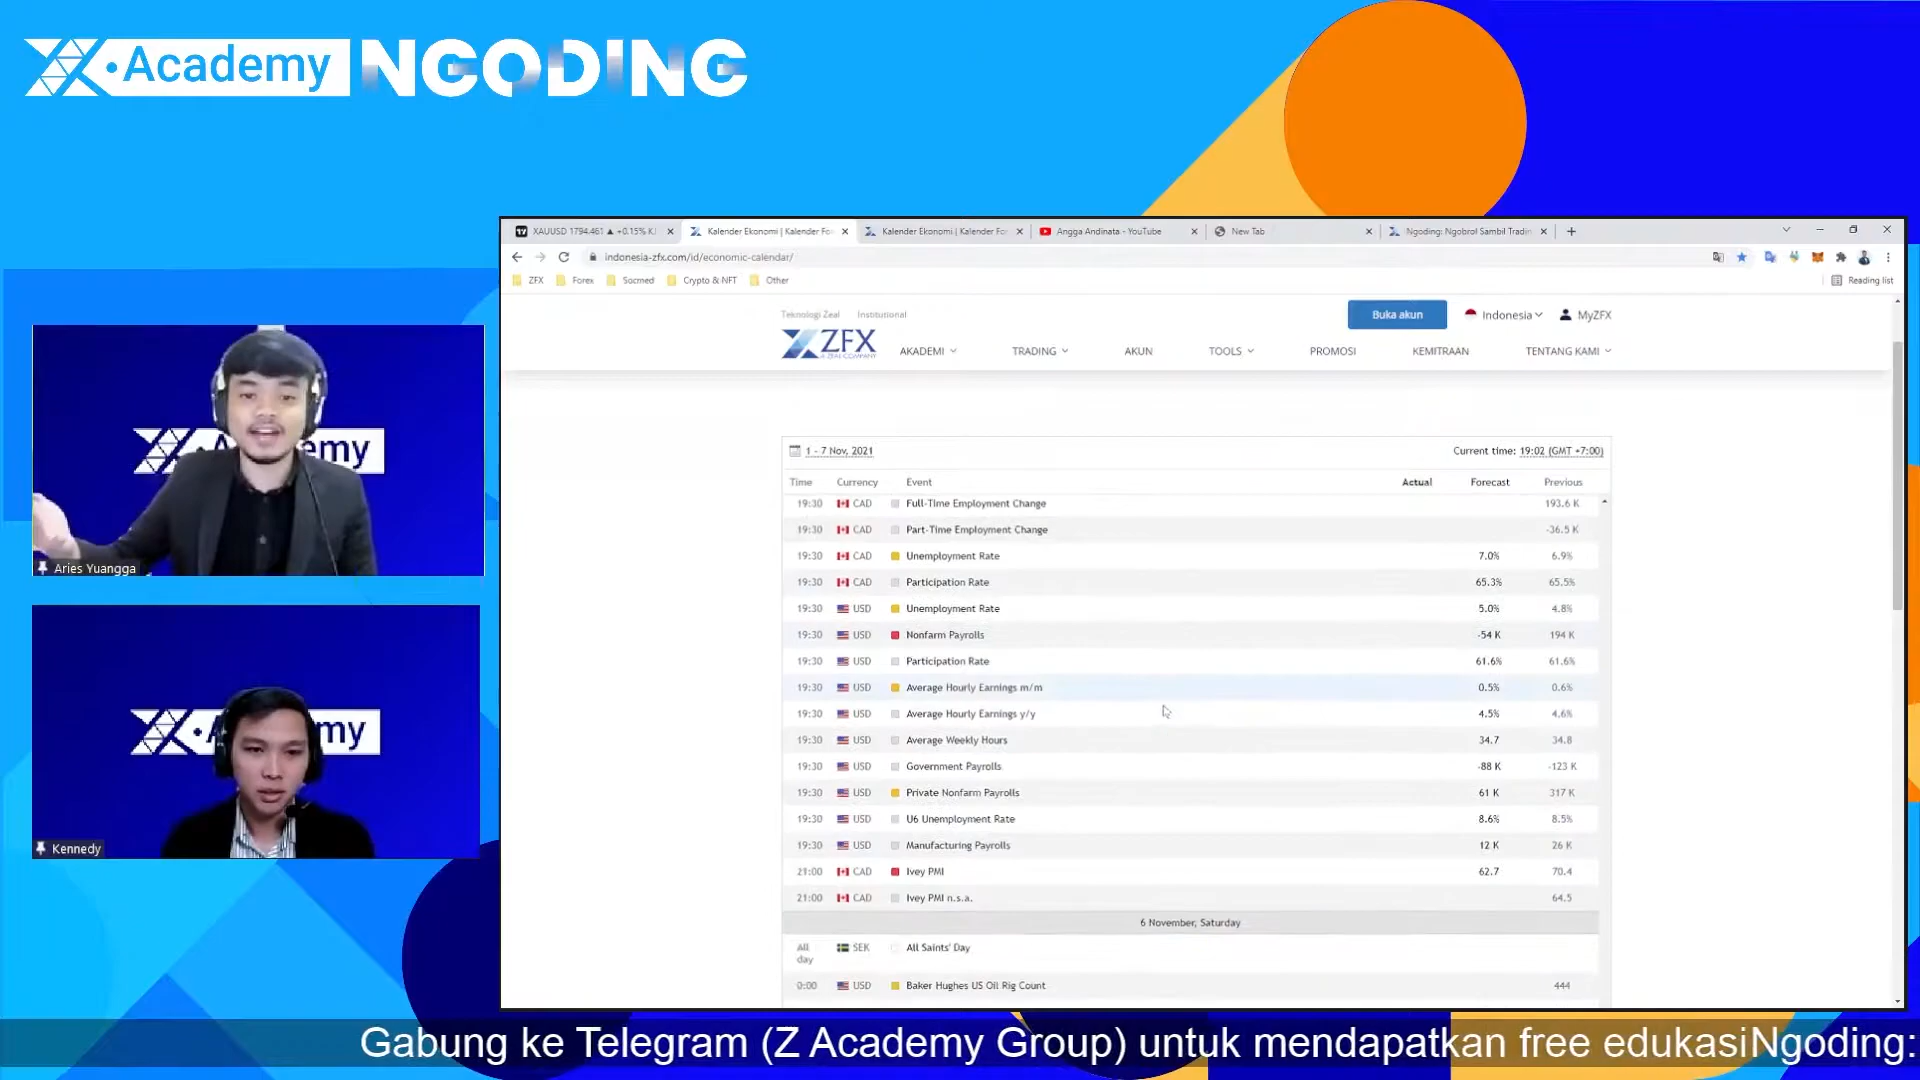 Academy NGODING
Aries Yuangga
Kennedy
XAUUSD 1794.461 ▲ +0.15% K
Kalender Ekonomi | Kalender Fo
Kalender Ekonomi | Kalender Fo
Angga Andinata - YouTube
New Tab
Ngoding: Ngobrol Sambil Tradin
indonesia-zfx.com/id/economic-calendar/
ZFX Forex Socmed Crypto & NFT Other Reading list
Teknologi Zeal Institutional
Buka akun Indonesia MyZFX
ZFX
A ZEAL COMPANY
AKADEMI TRADING AKUN TOOLS PROMOSI KEMITRAAN TENTANG KAMI
1 - 7 Nov, 2021 Current time: 19:02 (GMT +7:00)
Time Currency Event Actual Forecast Previous
19:30 CAD Full-Time Employment Change 193.6 K
19:30 CAD Part-Time Employment Change -36.5 K
19:30 CAD Unemployment Rate 7.0% 6.9%
19:30 CAD Participation Rate 65.3% 65.5%
19:30 USD Unemployment Rate 5.0% 4.8%
19:30 USD Nonfarm Payrolls -54 K 194 K
19:30 USD Participation Rate 61.6% 61.6%
19:30 USD Average Hourly Earnings m/m 0.5% 0.6%
19:30 USD Average Hourly Earnings y/y 4.5% 4.6%
19:30 USD Average Weekly Hours 34.7 34.8
19:30 USD Government Payrolls -88 K -123 K
19:30 USD Private Nonfarm Payrolls 61 K 317 K
19:30 USD U6 Unemployment Rate 8.6% 8.5%
19:30 USD Manufacturing Payrolls 12 K 26 K
21:00 CAD Ivey PMI 62.7 70.4
21:00 CAD Ivey PMI n.s.a. 64.5
6 November, Saturday
All day SEK All Saints' Day
0:00 USD Baker Hughes US Oil Rig Count 444
Gabung ke Telegram (Z Academy Group) untuk mendapatkan free edukasi Ngoding: